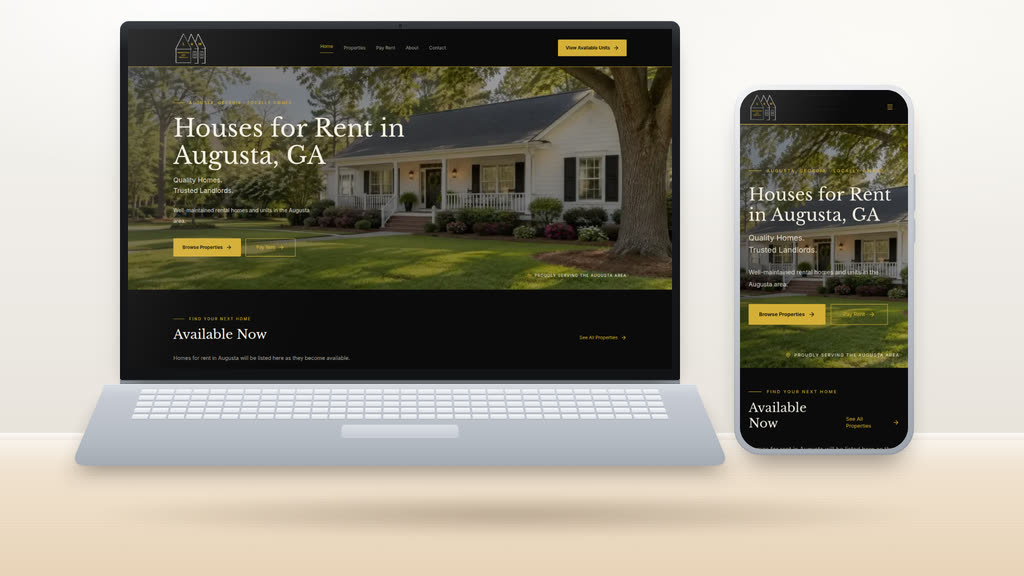 Home
Properties
Pay Rent
About
Contact
View Available Units →
AUGUSTA, GEORGIA
Houses for Rent in
Augusta, GA
Quality Homes.
Trusted Landlords.
Well-maintained rental homes and units in the Augusta
area.
Browse Properties →
Pay Rent →
PROUDLY SERVING THE AUGUSTA AREA
FIND YOUR NEXT HOME
Available Now
See All Properties →
Homes for rent in Augusta will be listed here as they become available.
AUGUSTA, GEORGIA
Houses for Rent
in Augusta, GA
Quality Homes.
Trusted Landlords.
Well-maintained rental homes and units in the
Augusta area.
Browse Properties →
Pay Rent →
PROUDLY SERVING THE AUGUSTA AREA
FIND YOUR NEXT HOME
Available
Now
See All
Properties →